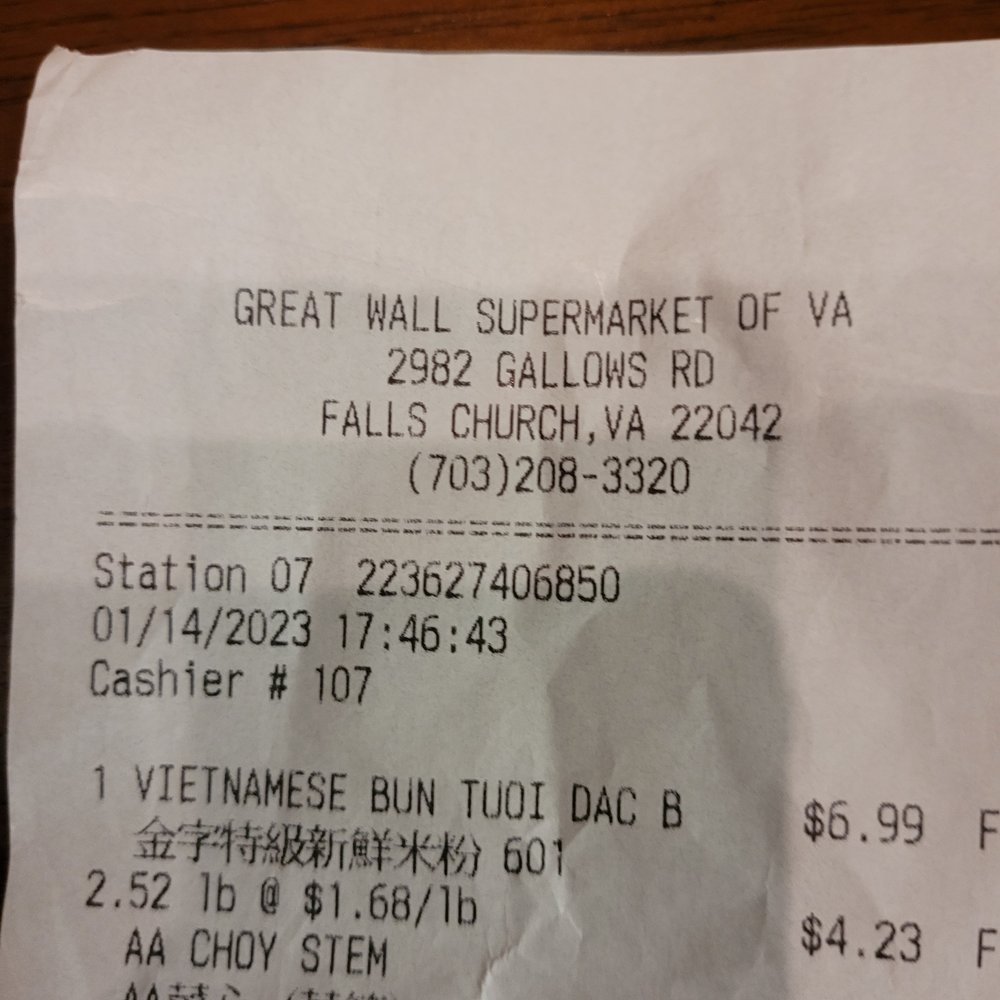 GREAT WALL SUPERMARKET OF VA
2982 GALLOWS RD
FALLS CHURCH,VA 22042
(703)208-3320
Station 07 223627406850
01/14/2023 17:46:43
Cashier # 107
1 VIETNAMESE BUN TUOI DAC B $6.99 F
金字特級新鮮米粉 601
2.52 lb @ $1.68/lb
AA CHOY STEM $4.23 F